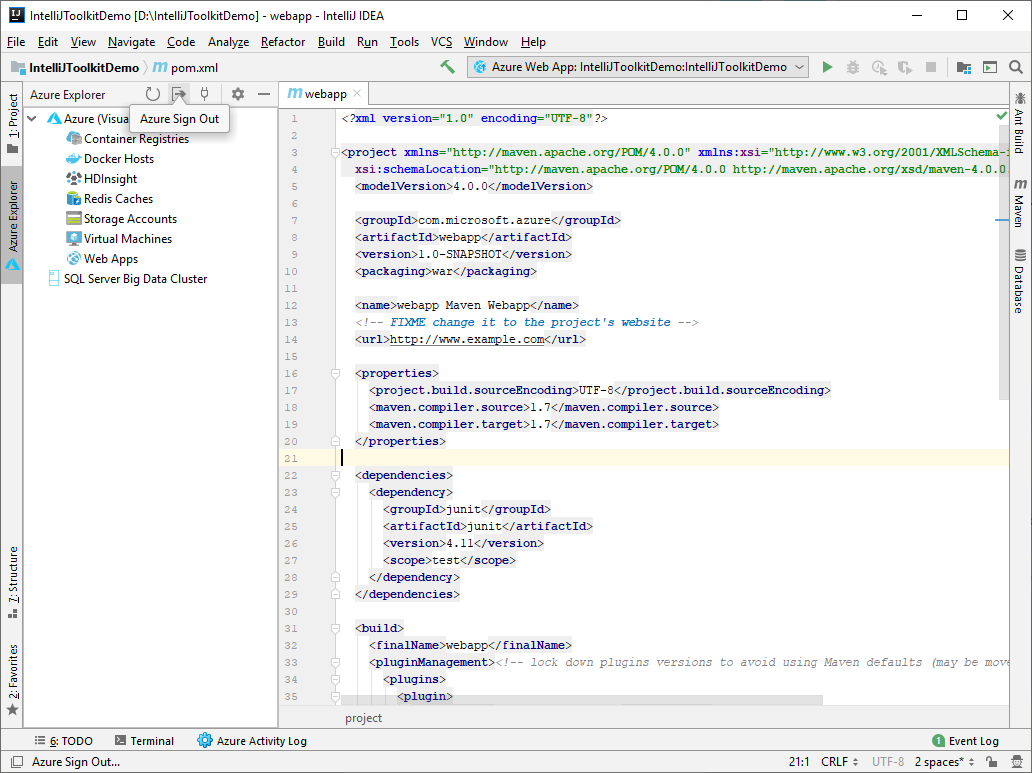 IntelliJToolkitDemo [D:\IntelliJToolkitDemo] - webapp - IntelliJ IDEA
File Edit View Navigate Code Analyze Refactor Build Run Tools VCS Window Help
IntelliJToolkitDemo pom.xml
Azure Web App: IntelliJToolkitDemo:IntelliJToolkitDemo
Azure Explorer
webapp
Azure Sign Out
Azure (Visua
Container Registries
Docker Hosts
HDInsight
Redis Caches
Storage Accounts
Virtual Machines
Web Apps
SQL Server Big Data Cluster
1: Project
Azure Explorer
7: Structure
2: Favorites
1 <?xml version="1.0" encoding="UTF-8"?>
2
3 <project xmlns="http://maven.apache.org/POM/4.0.0" xmlns:xsi="http://www.w3.org/2001/XMLSchema-i
4 xsi:schemaLocation="http://maven.apache.org/POM/4.0.0 http://maven.apache.org/xsd/maven-4.0.0.
5 <modelVersion>4.0.0</modelVersion>
6
7 <groupId>com.microsoft.azure</groupId>
8 <artifactId>webapp</artifactId>
9 <version>1.0-SNAPSHOT</version>
10 <packaging>war</packaging>
11
12 <name>webapp Maven Webapp</name>
13 <!-- FIXME change it to the project's website -->
14 <url>http://www.example.com</url>
15
16 <properties>
17 <project.build.sourceEncoding>UTF-8</project.build.sourceEncoding>
18 <maven.compiler.source>1.7</maven.compiler.source>
19 <maven.compiler.target>1.7</maven.compiler.target>
20 </properties>
21
22 <dependencies>
23 <dependency>
24 <groupId>junit</groupId>
25 <artifactId>junit</artifactId>
26 <version>4.11</version>
27 <scope>test</scope>
28 </dependency>
29 </dependencies>
30
31 <build>
32 <finalName>webapp</finalName>
33 <pluginManagement><!-- lock down plugins versions to avoid using Maven defaults (may be move
34 <plugins>
35 <plugin>
project
Ant Build
Maven
Database
6: TODO Terminal Azure Activity Log 1 Event Log
Azure Sign Out... 21:1 CRLF UTF-8 2 spaces*